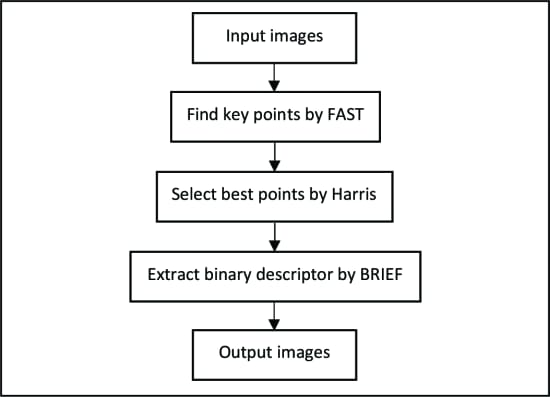 Input images
Find key points by FAST
Select best points by Harris
Extract binary descriptor by BRIEF
Output images